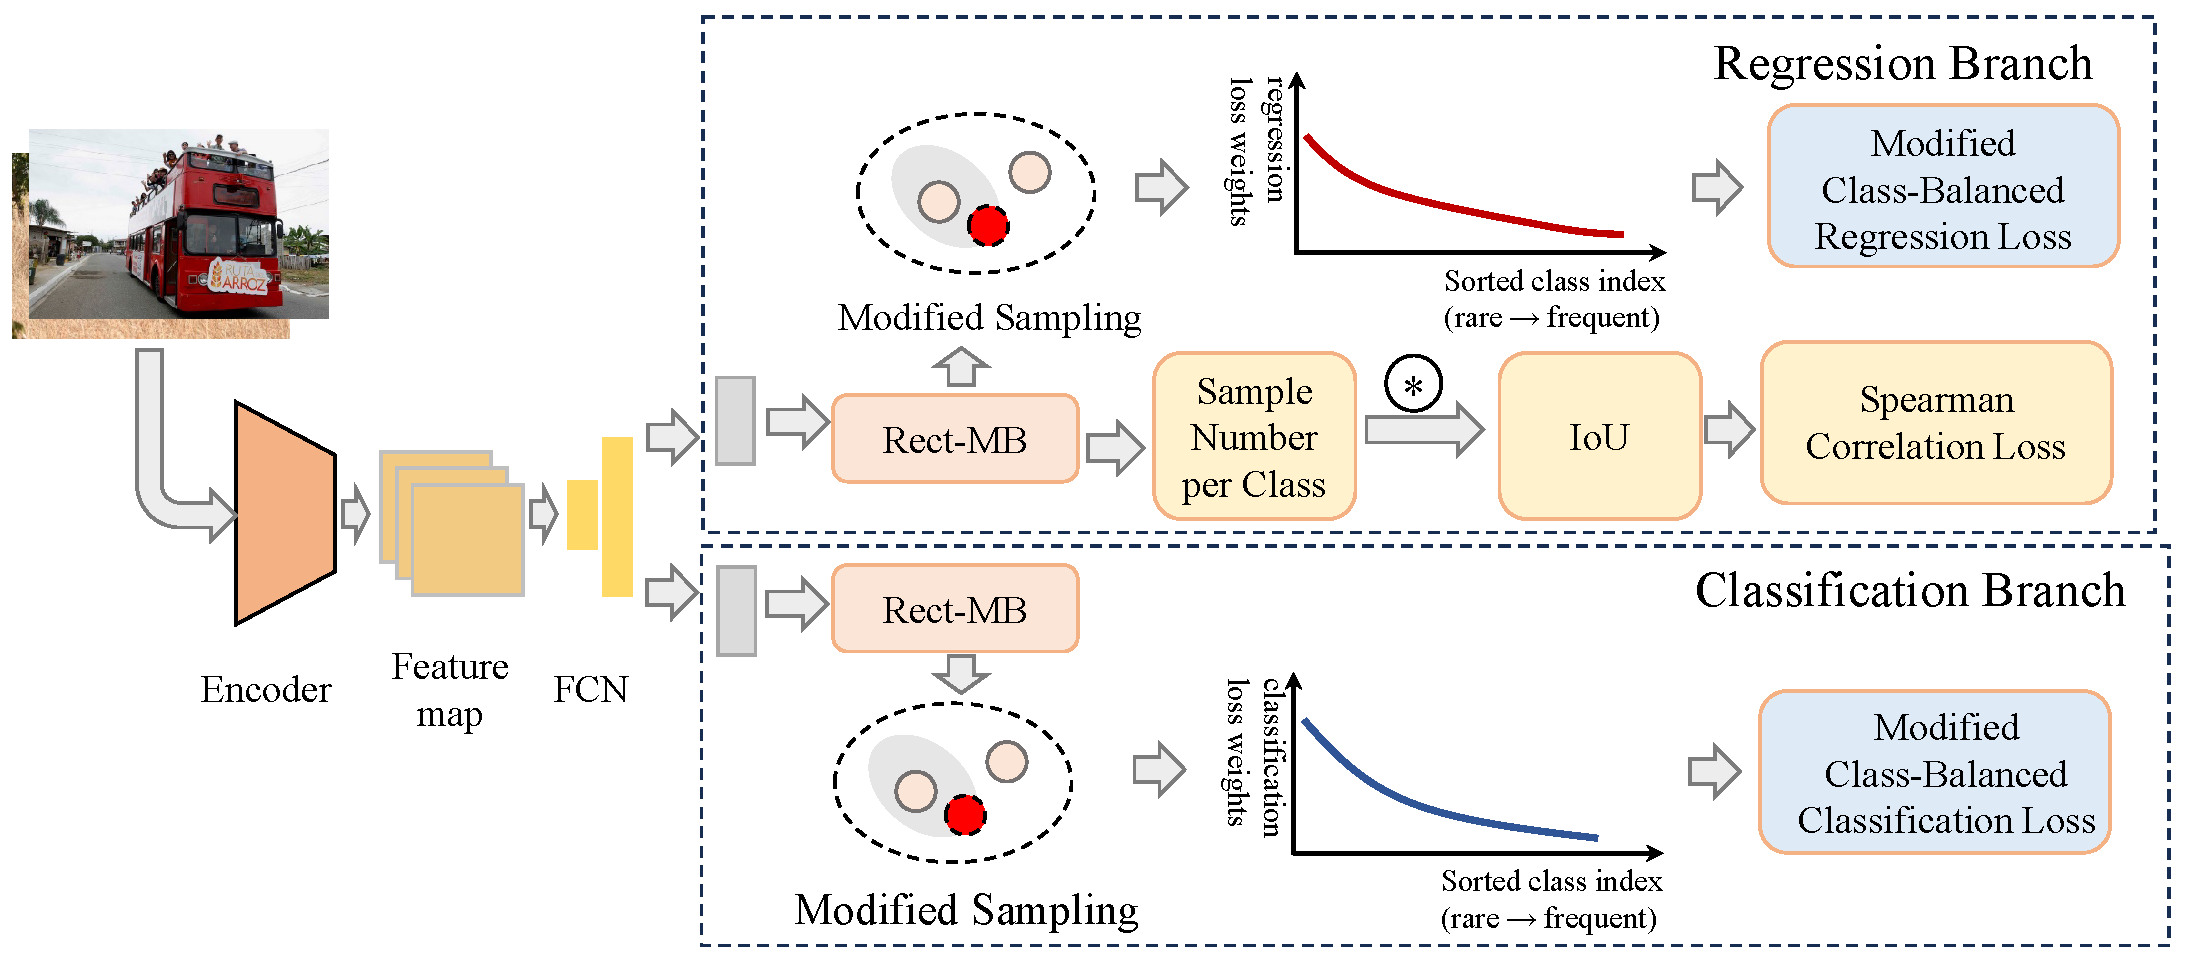 Regression Branch
regression
loss weights
Modified
Class-Balanced
Regression Loss
RUTA
ARROZ
Sorted class index
(rare → frequent)
Modified Sampling
Rect-MB
Sample
Number
per Class
*
IoU
Spearman
Correlation Loss
Classification Branch
Rect-MB
Encoder
Feature
map
FCN
classification
loss weights
Modified
Class-Balanced
Classification Loss
Sorted class index
(rare → frequent)
Modified Sampling